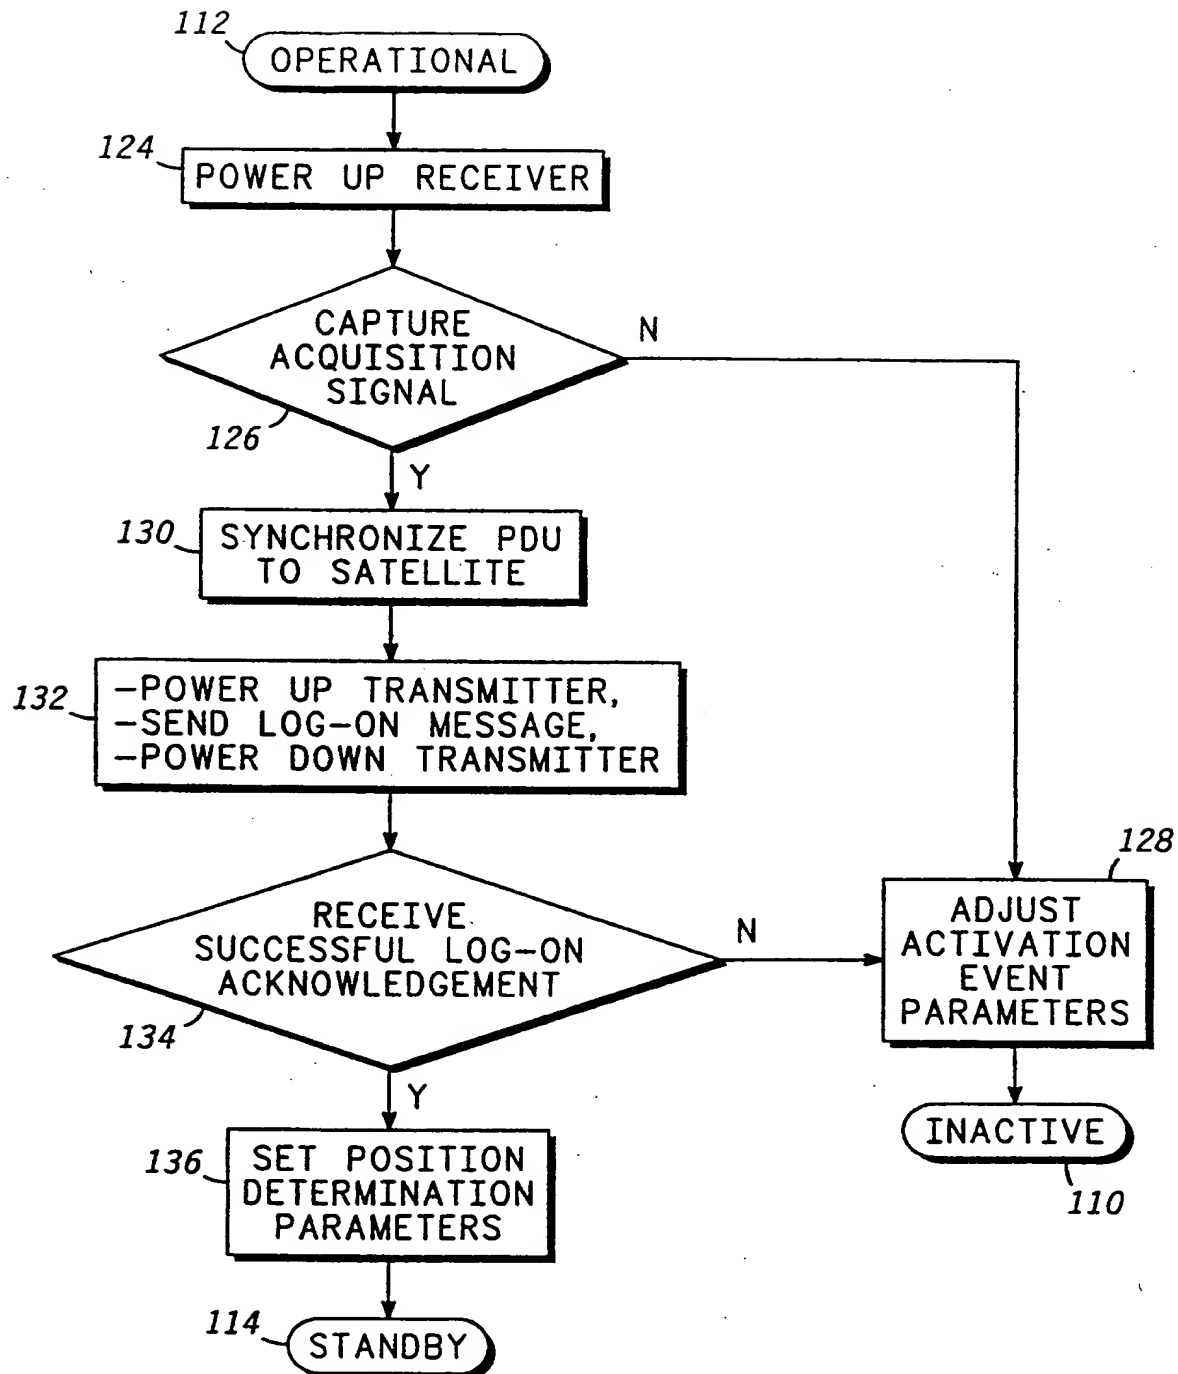 112
OPERATIONAL
124
POWER UP RECEIVER
CAPTURE
ACQUISITION
SIGNAL
N
126
Y
130
SYNCHRONIZE PDU
TO SATELLITE
132
-POWER UP TRANSMITTER,
-SEND LOG-ON MESSAGE,
-POWER DOWN TRANSMITTER
RECEIVE
SUCCESSFUL LOG-ON
ACKNOWLEDGEMENT
N
134
Y
128
ADJUST
ACTIVATION
EVENT
PARAMETERS
INACTIVE
110
136
SET POSITION
DETERMINATION
PARAMETERS
114
STANDBY